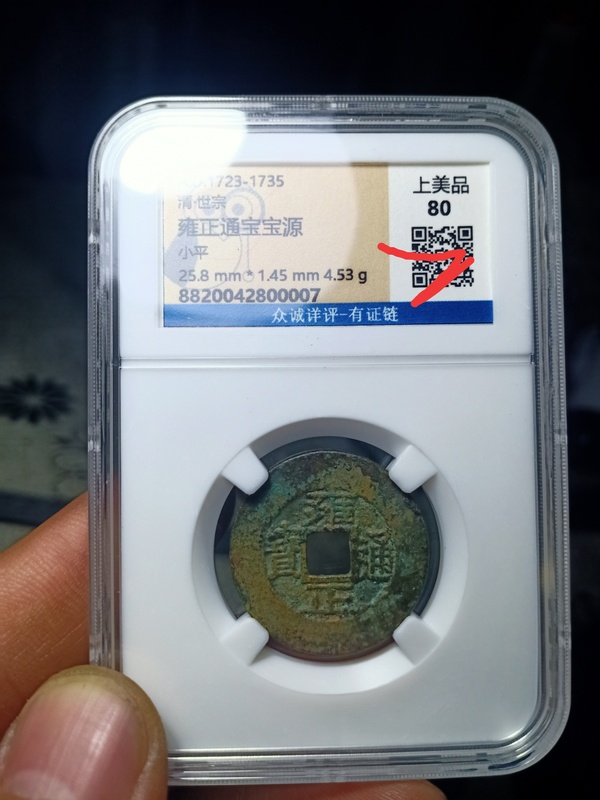 1723-1735
上美品
80
清·世宗
雍正通宝宝源
小平
25.8 mm * 1.45 mm 4.53 g
8820042800007
众诚详评-有证链
雍正通寶